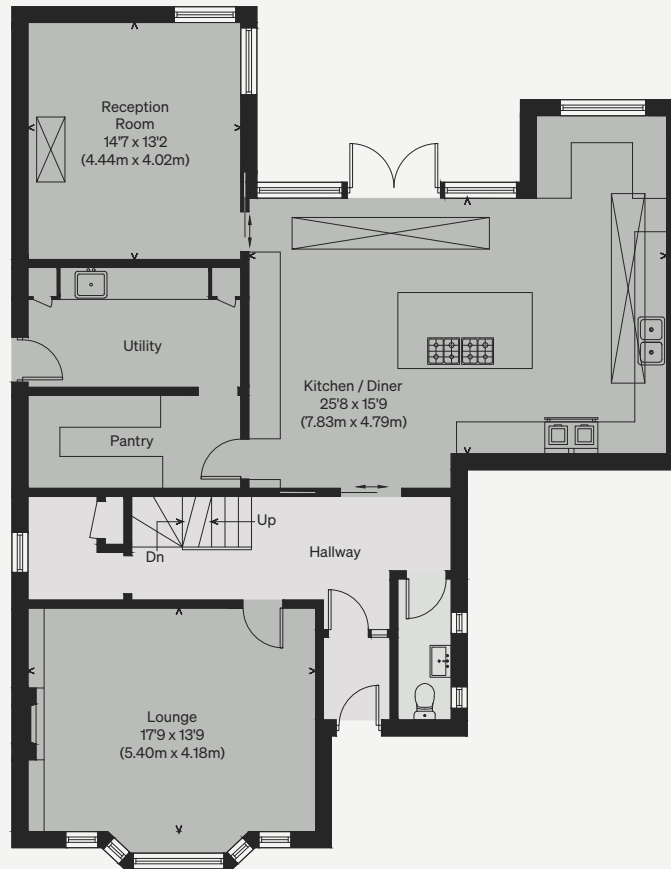 Reception
Room
14'7 x 13'2
(4.44m x 4.02m)
Utility
Kitchen / Diner
25'8 x 15'9
(7.83m x 4.79m)
Pantry
Up
Dn
Hallway
Lounge
17'9 x 13'9
(5.40m x 4.18m)